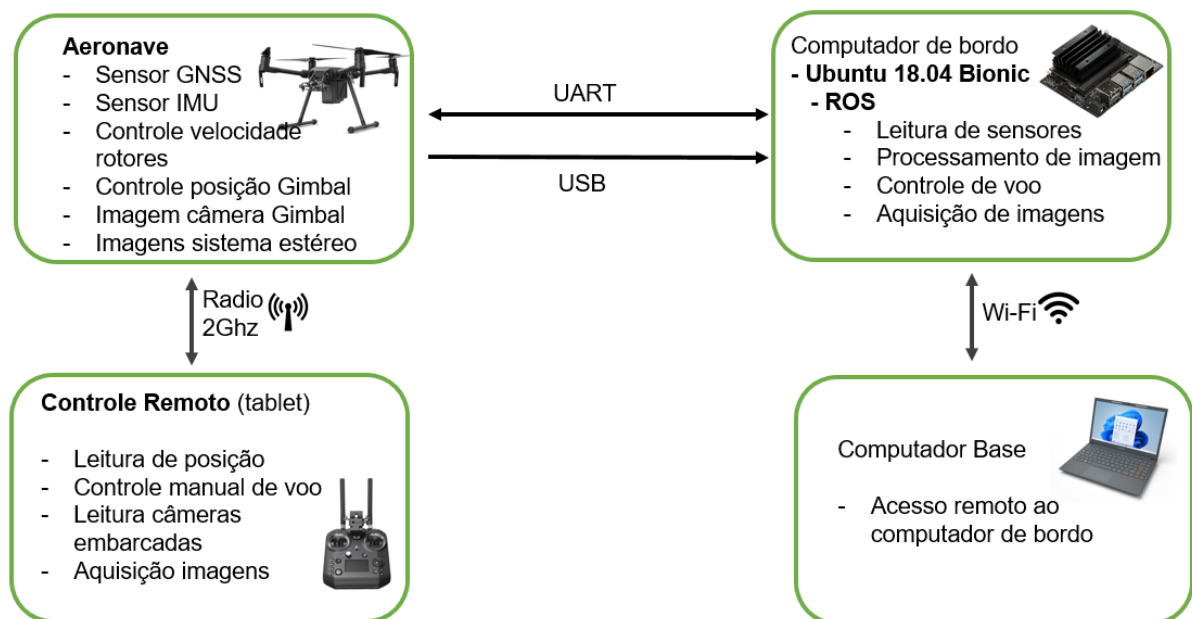 Aeronave
- Sensor GNSS
- Sensor IMU
- Controle velocidade
rotores
- Controle posição Gimbal
- Imagem câmera Gimbal
- Imagens sistema estéreo
UART
USB
Computador de bordo
- Ubuntu 18.04 Bionic
- ROS
- Leitura de sensores
- Processamento de imagem
- Controle de voo
- Aquisição de imagens
Radio
2Ghz
Wi-Fi
Controle Remoto (tablet)
- Leitura de posição
- Controle manual de voo
- Leitura câmeras
embarcadas
- Aquisição imagens
Computador Base
- Acesso remoto ao
computador de bordo